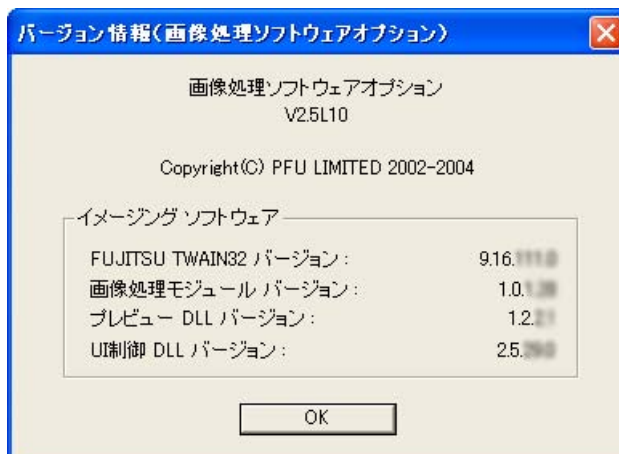 バージョン情報(画像処理ソフトウェアオプション)
画像処理ソフトウェアオプション
V2.5L10
Copyright(C) PFU LIMITED 2002-2004
イメージング ソフトウェア
FUJITSU TWAIN32 バージョン : 9.16.
画像処理モジュール バージョン : 1.0.
プレビュー DLL バージョン : 1.2.
UI制御 DLL バージョン : 2.5.
OK